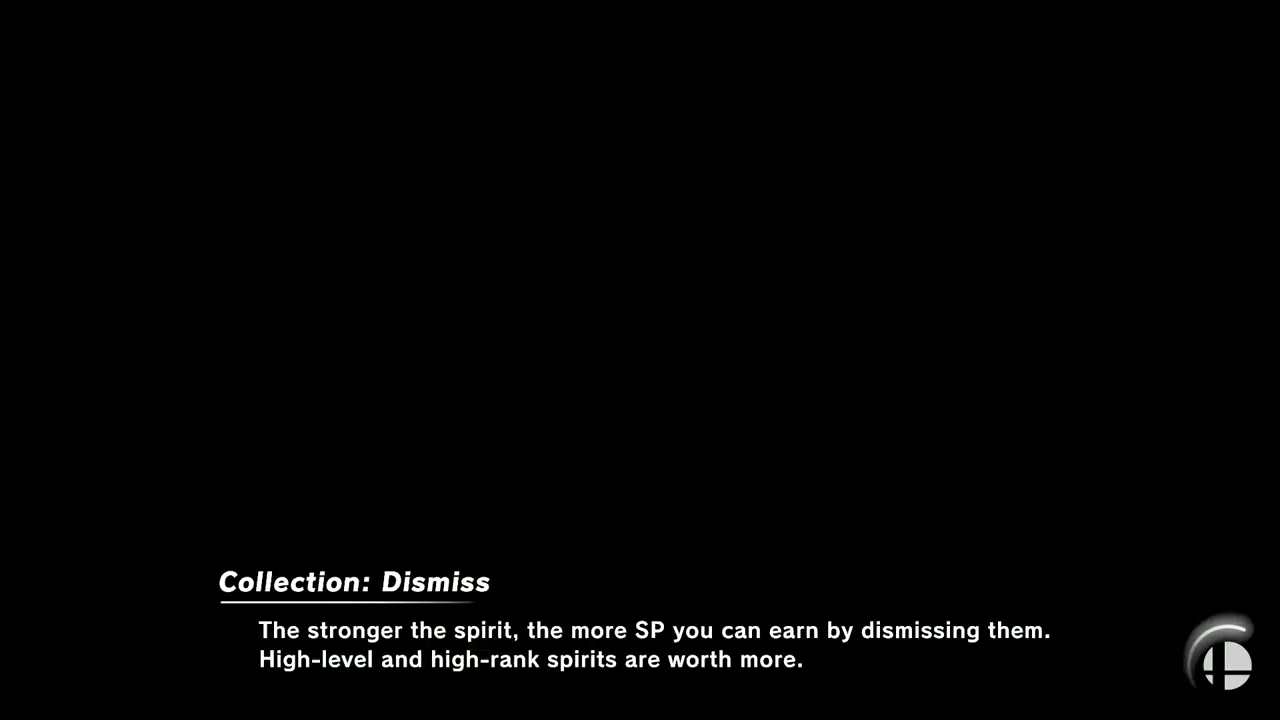 Collection: Dismiss
The stronger the spirit, the more SP you can earn by dismissing them.
High-level and high-rank spirits are worth more.